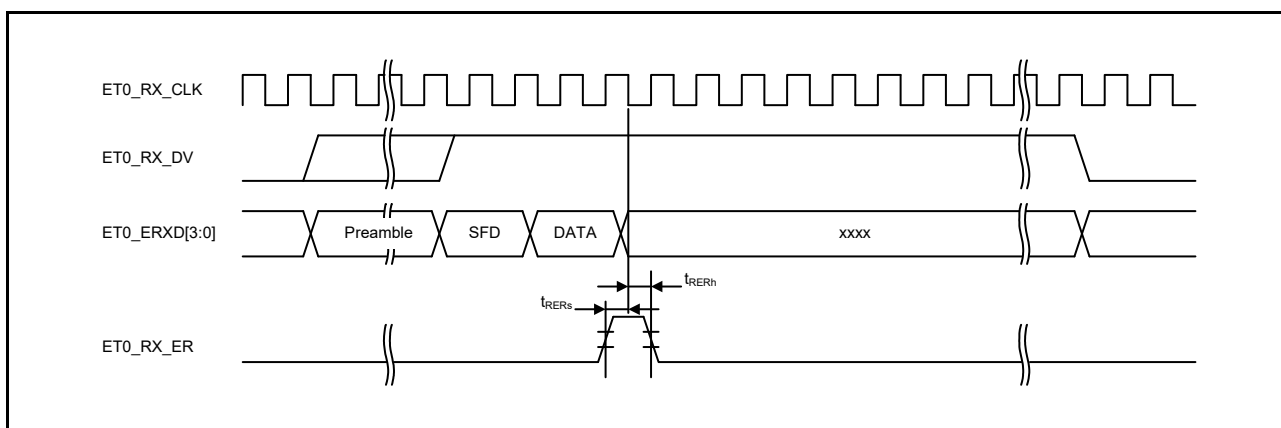 ET0_RX_CLK
ET0_RX_DV
ET0_ERXD[3:0]
Preamble
SFD
DATA
xxxx
tRERh
tRERs
ET0_RX_ER